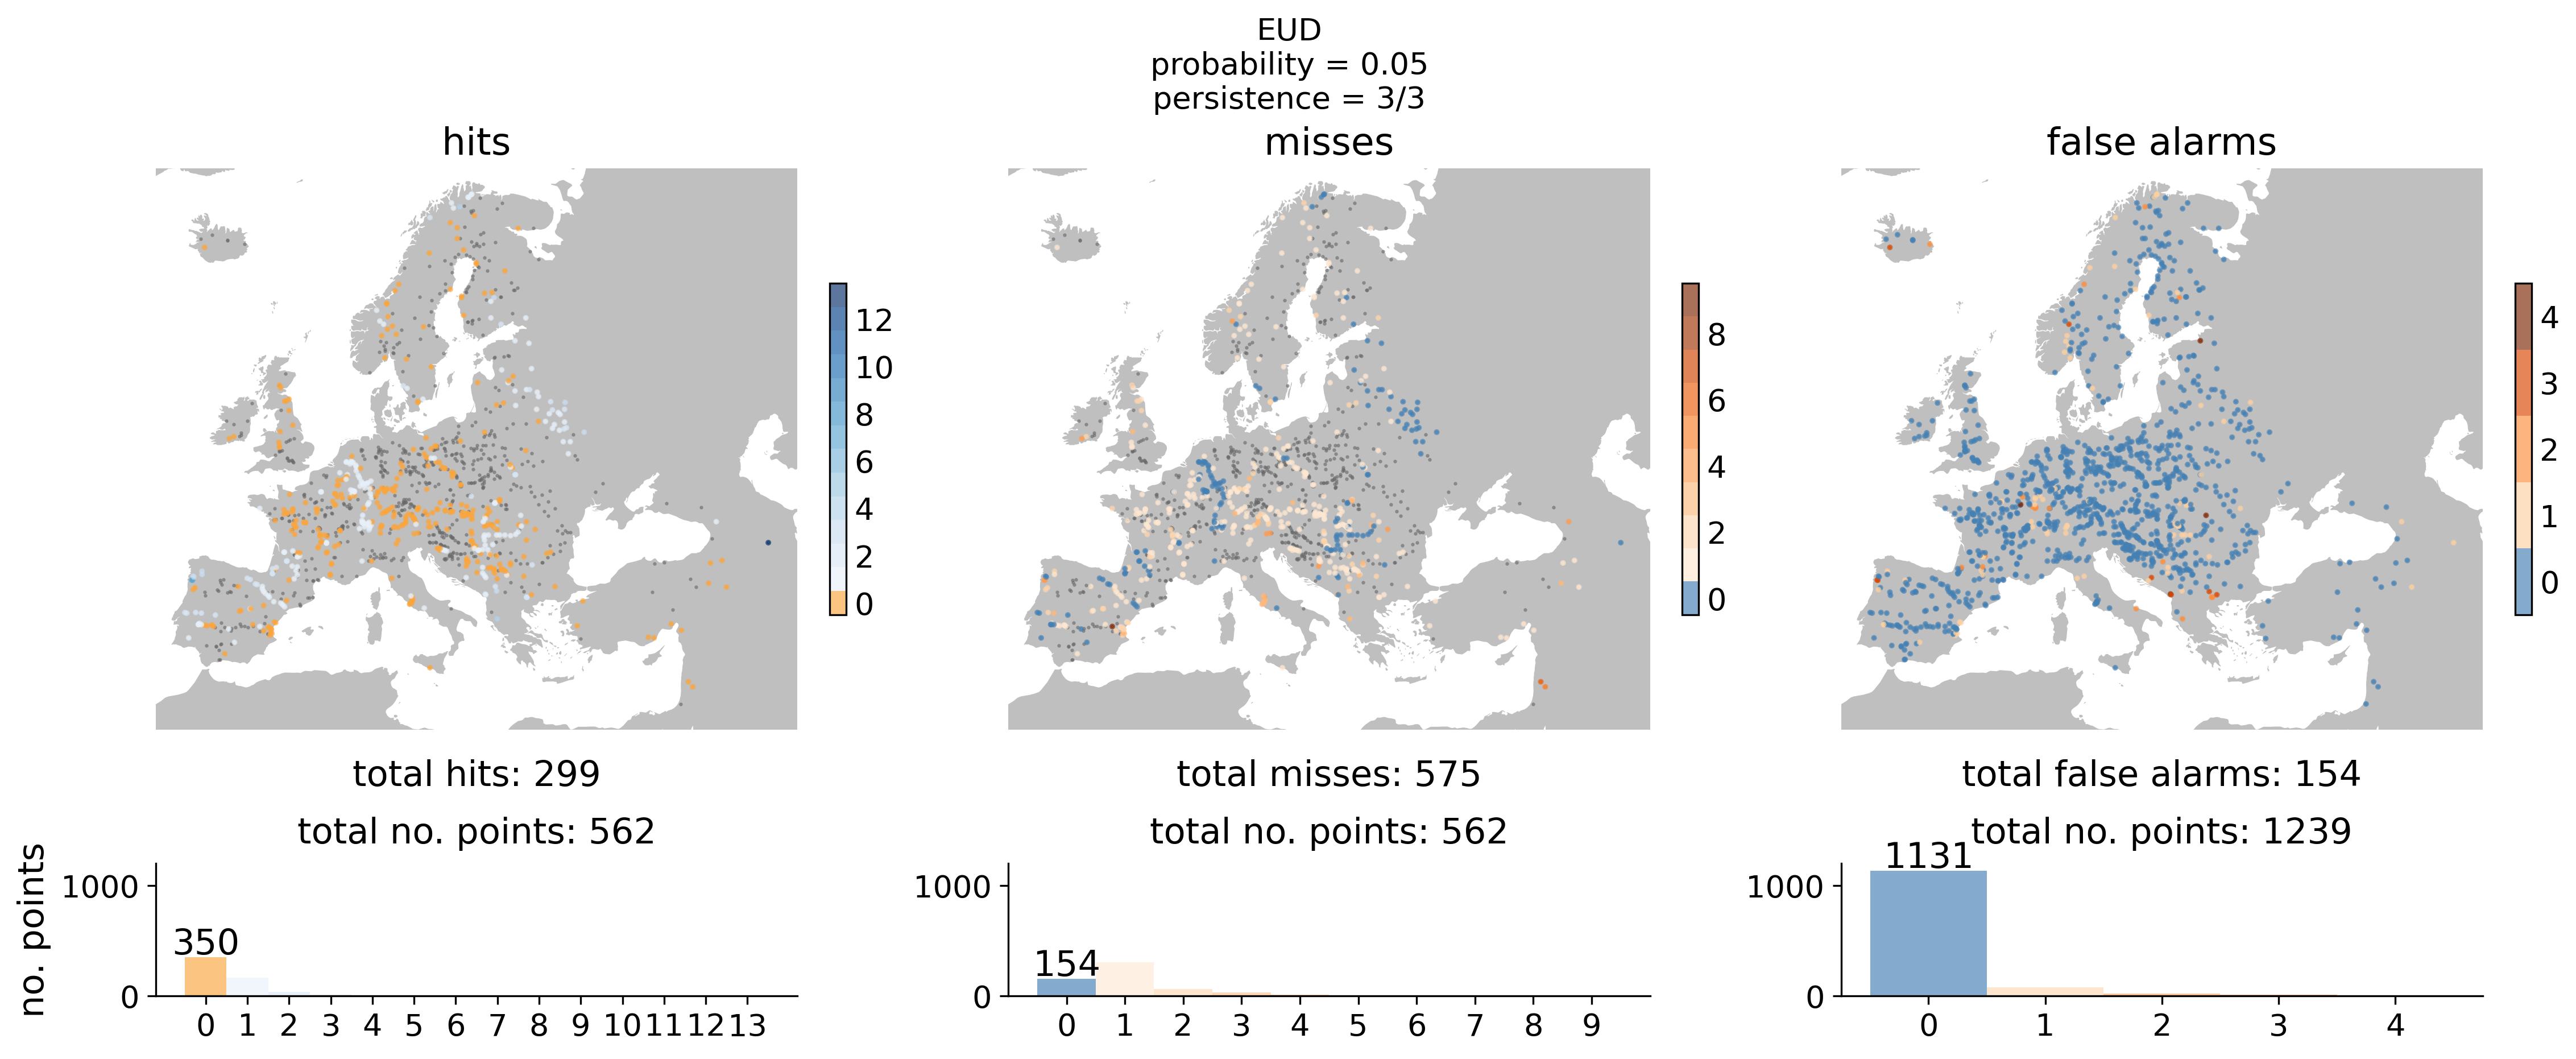 EUD
probability = 0.05
persistence = 3/3
hits
misses
false alarms
12
10
8
6
4
2
0
8
6
4
2
0
4
3
2
1
0
total hits: 299
total misses: 575
total false alarms: 154
total no. points: 562
total no. points: 562
total no. points: 1239
no. points
1000
0
350
0 1 2 3 4 5 6 7 8 9 10 11 12 13
1000
0
154
0 1 2 3 4 5 6 7 8 9
1000
0
1131
0 1 2 3 4